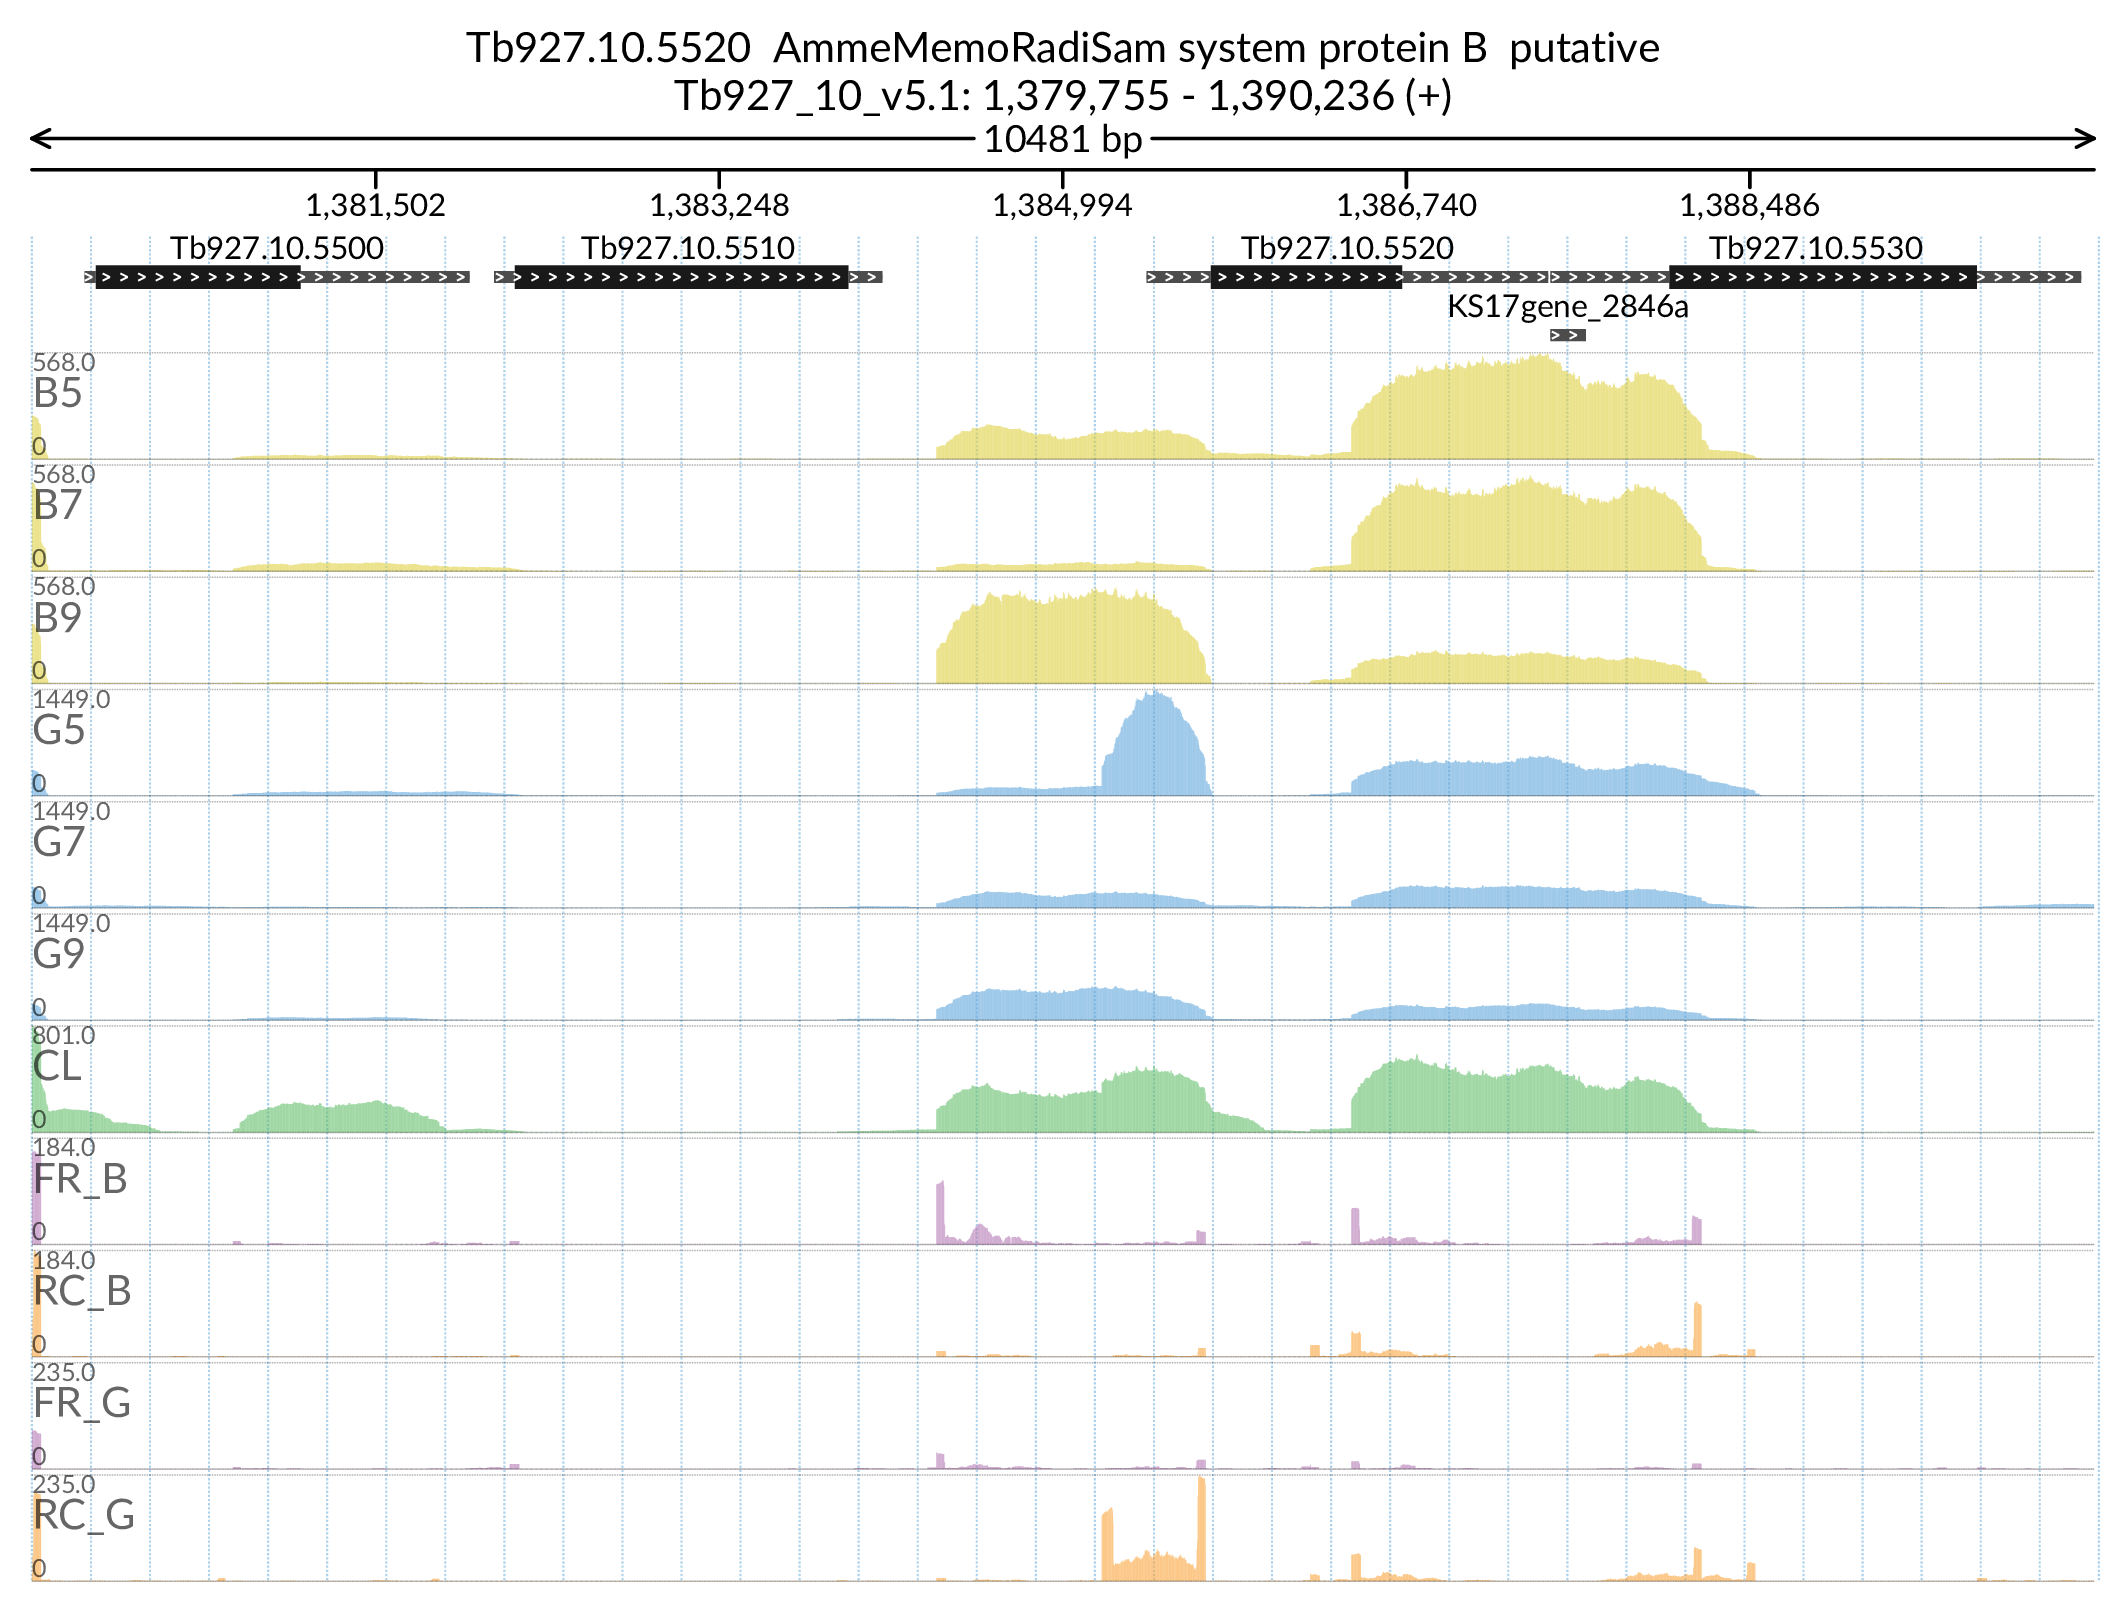 Tb927.10.5520  AmmeMemoRadiSam system protein B  putative
Tb927_10_v5.1: 1,379,755 - 1,390,236 (+)
10481 bp
1,381,502 1,383,248 1,384,994 1,386,740 1,388,486
Tb927.10.5500 Tb927.10.5510 Tb927.10.5520 Tb927.10.5530
KS17gene_2846a
568.0
B5
0
568.0
B7
0
568.0
B9
0
1449.0
G5
0
1449.0
G7
0
1449.0
G9
0
801.0
CL
0
184.0
FR_B
0
184.0
RC_B
0
235.0
FR_G
0
235.0
RC_G
0